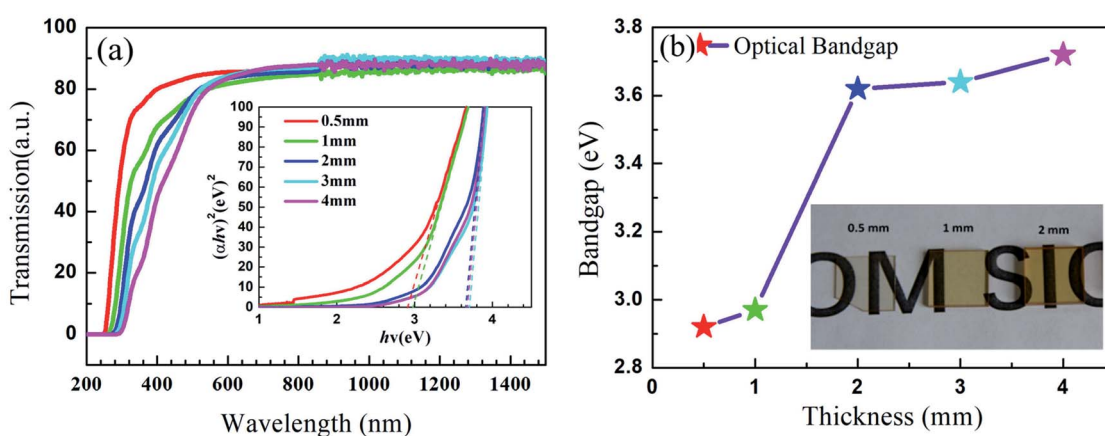 (a)
Transmission(a.u.)
100
80
60
40
20
0
200 400 600 800 1000 1200 1400
Wavelength (nm)
(αhν)²(eV)²
100
90
80
70
60
50
40
30
20
10
0
1 2 3 4
hν(eV)
0.5mm
1mm
2mm
3mm
4mm
(b)
Optical Bandgap
Bandgap (eV)
3.8
3.6
3.4
3.2
3.0
2.8
0 1 2 3 4
Thickness (mm)
0.5 mm 1 mm 2 mm
OM SIC